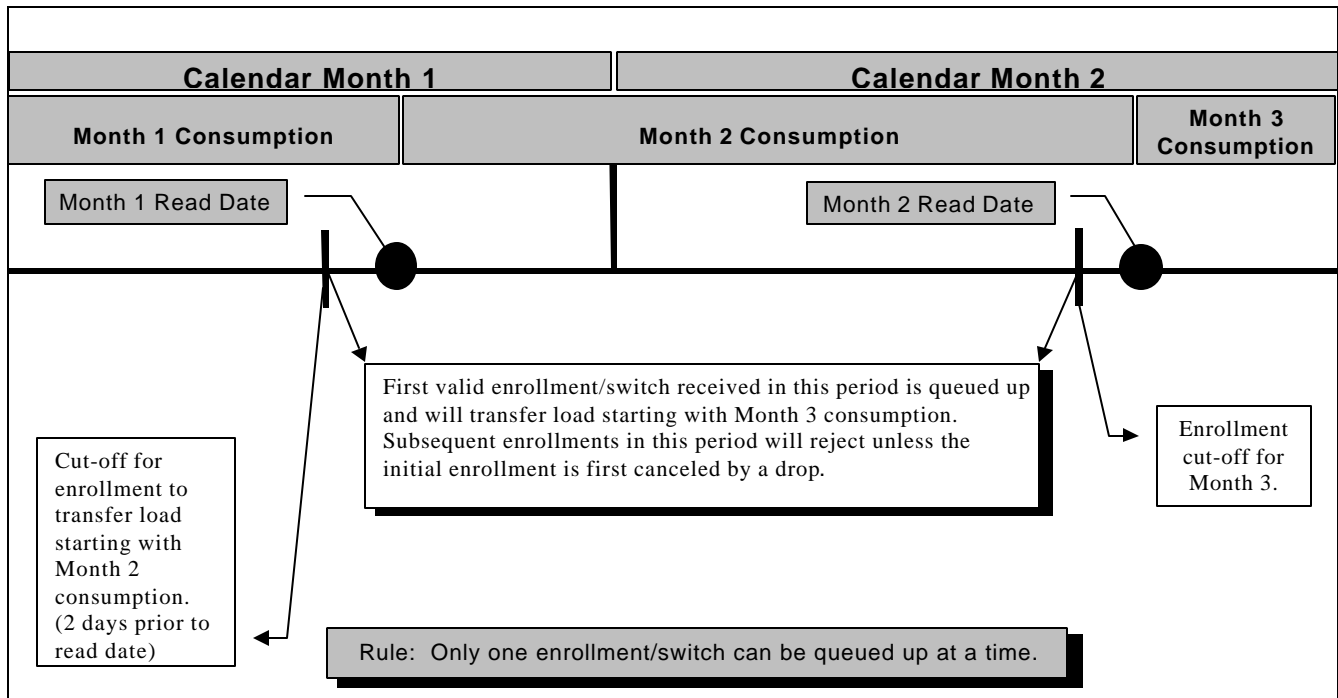 Calendar Month 1
Calendar Month 2
Month 1 Consumption
Month 2 Consumption
Month 3
Consumption
Month 1 Read Date
Month 2 Read Date
First valid enrollment/switch received in this period is queued up
and will transfer load starting with Month 3 consumption.
Subsequent enrollments in this period will reject unless the
initial enrollment is first canceled by a drop.
Cut-off for
enrollment to
transfer load
starting with
Month 2
consumption.
(2 days prior to
read date)
Enrollment
cut-off for
Month 3.
Rule: Only one enrollment/switch can be queued up at a time.